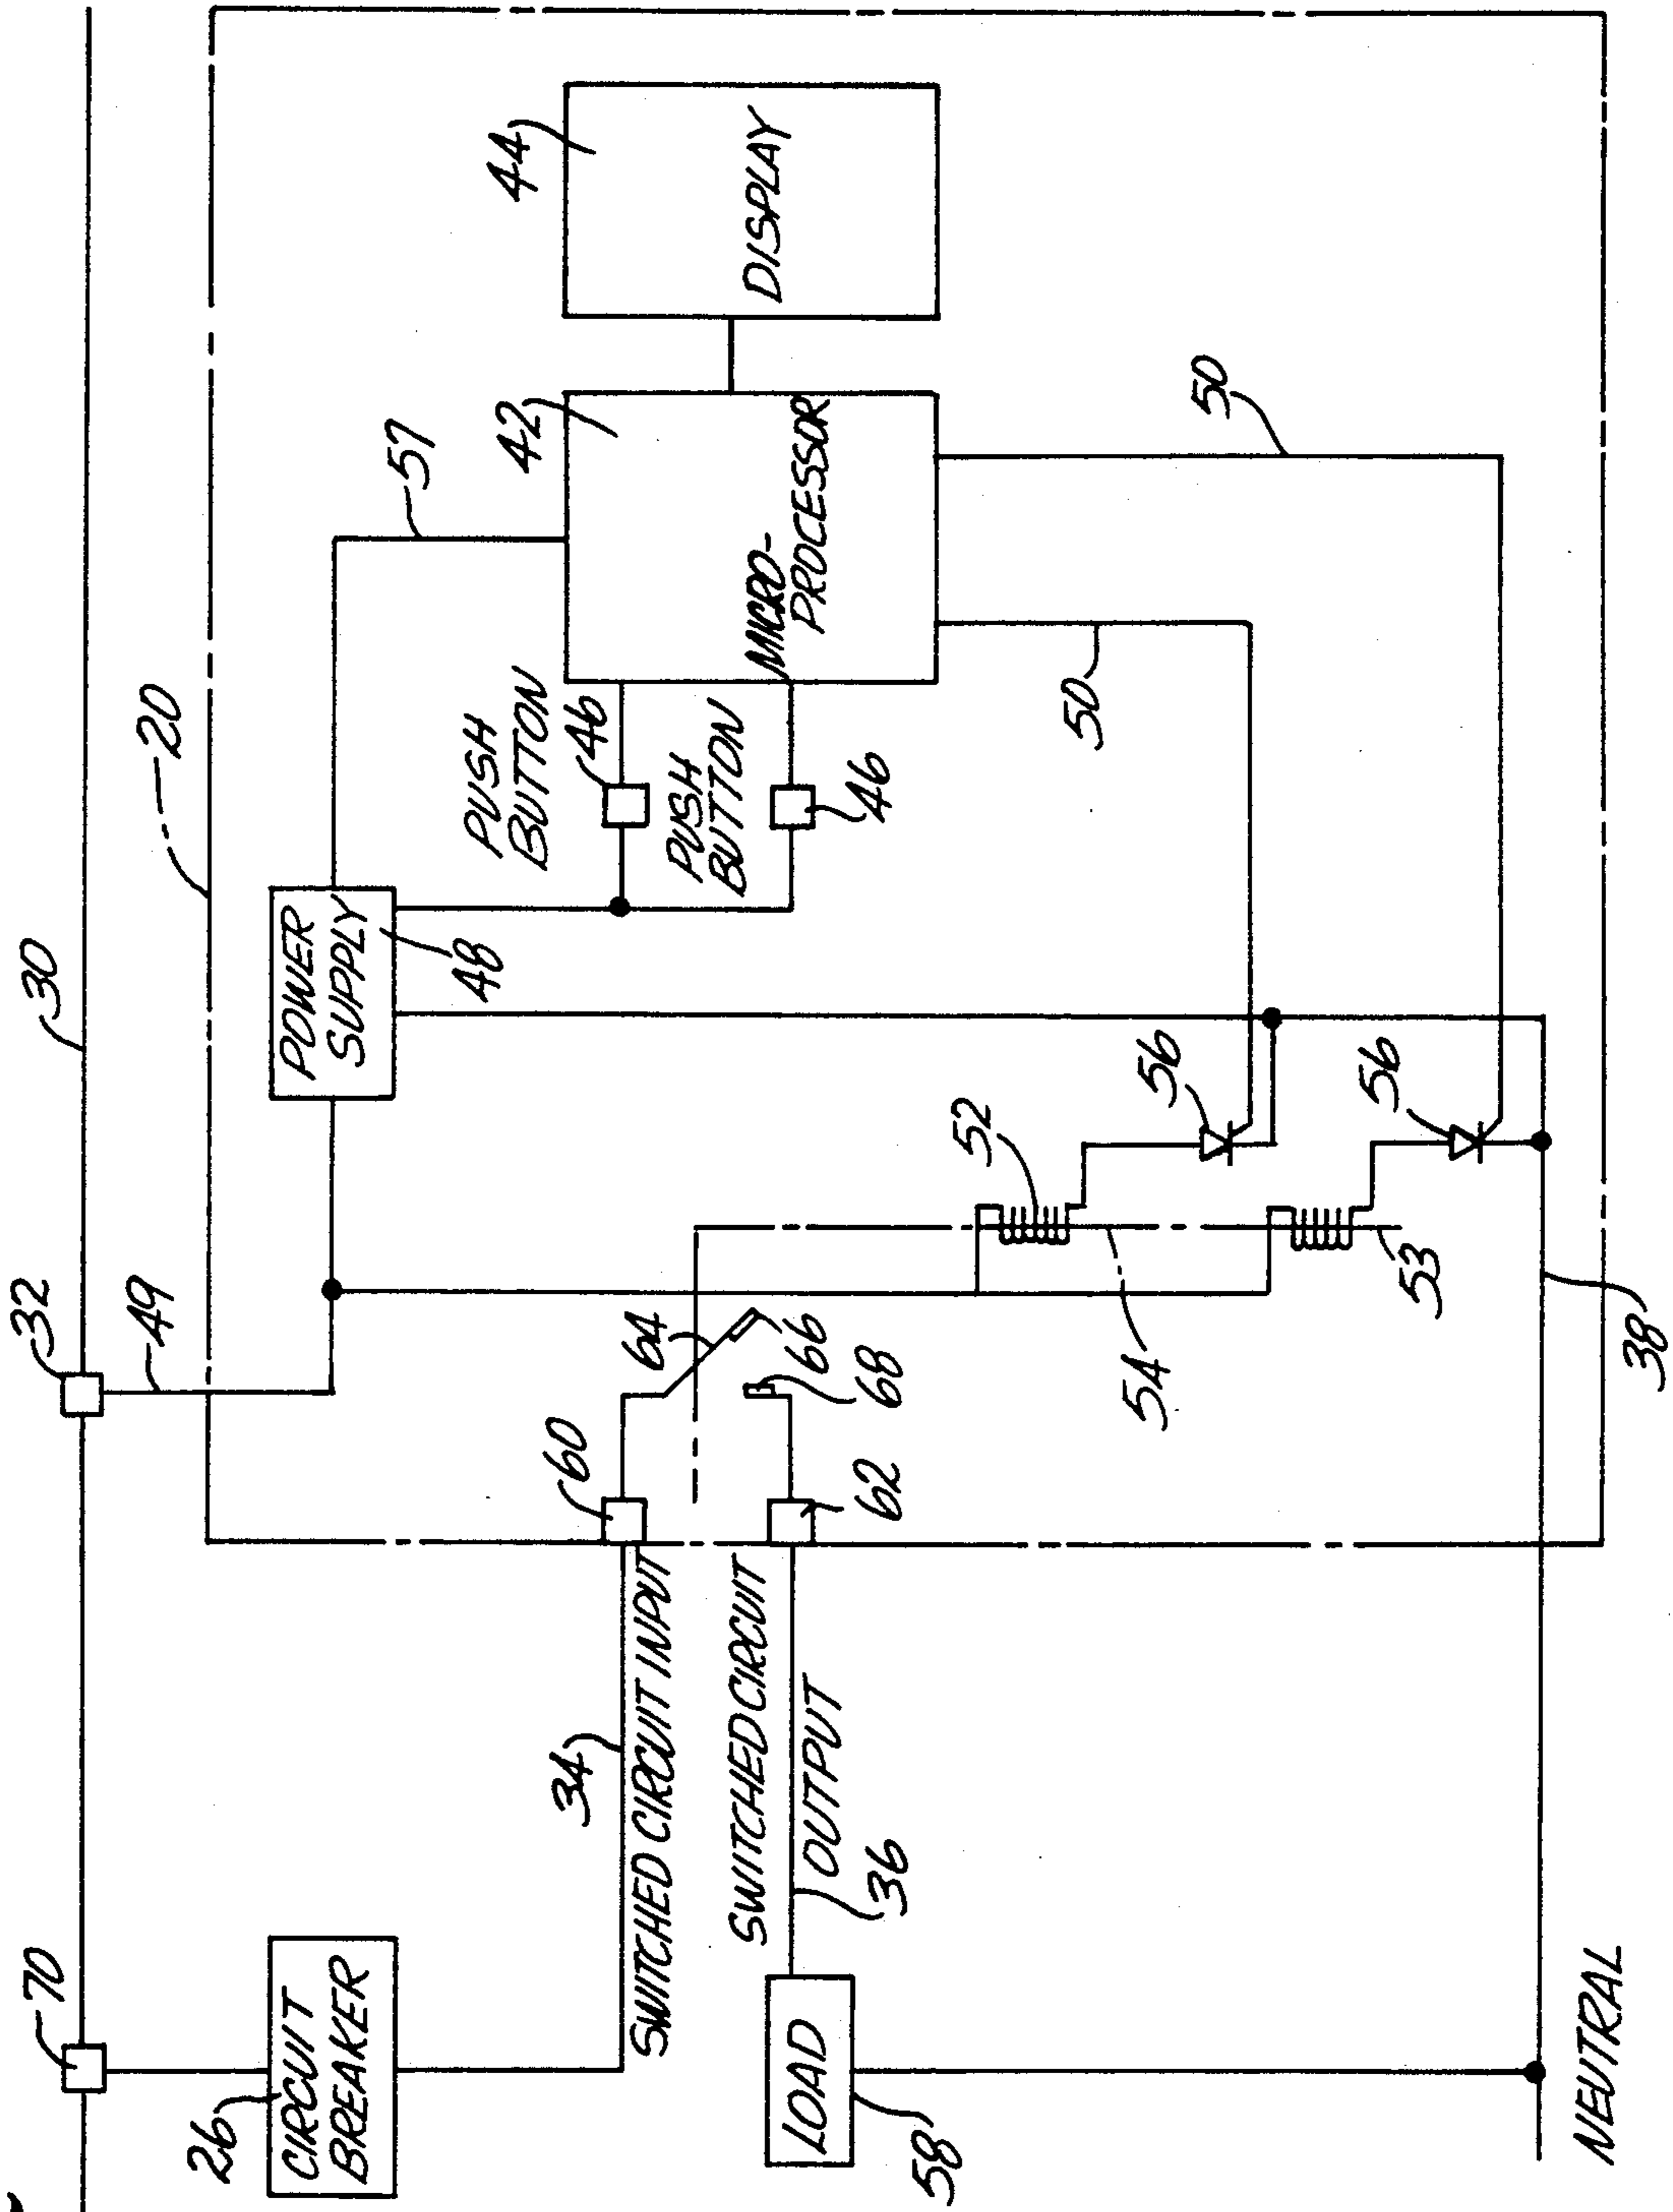 70
32
30
49
20
26
CIRCUIT
BREAKER
POWER
SUPPLY
48
57
42
44
PUSH
BUTTON
46
34
60
SWITCHED CIRCUIT INPUT
64
PUSH
BUTTON
SWITCHED CIRCUIT
OUTPUT
66
68
MICRO-
PROCESSOR
DISPLAY
LOAD
58
36
62
46
52
50
54
56
50
53
56
38
NEUTRAL